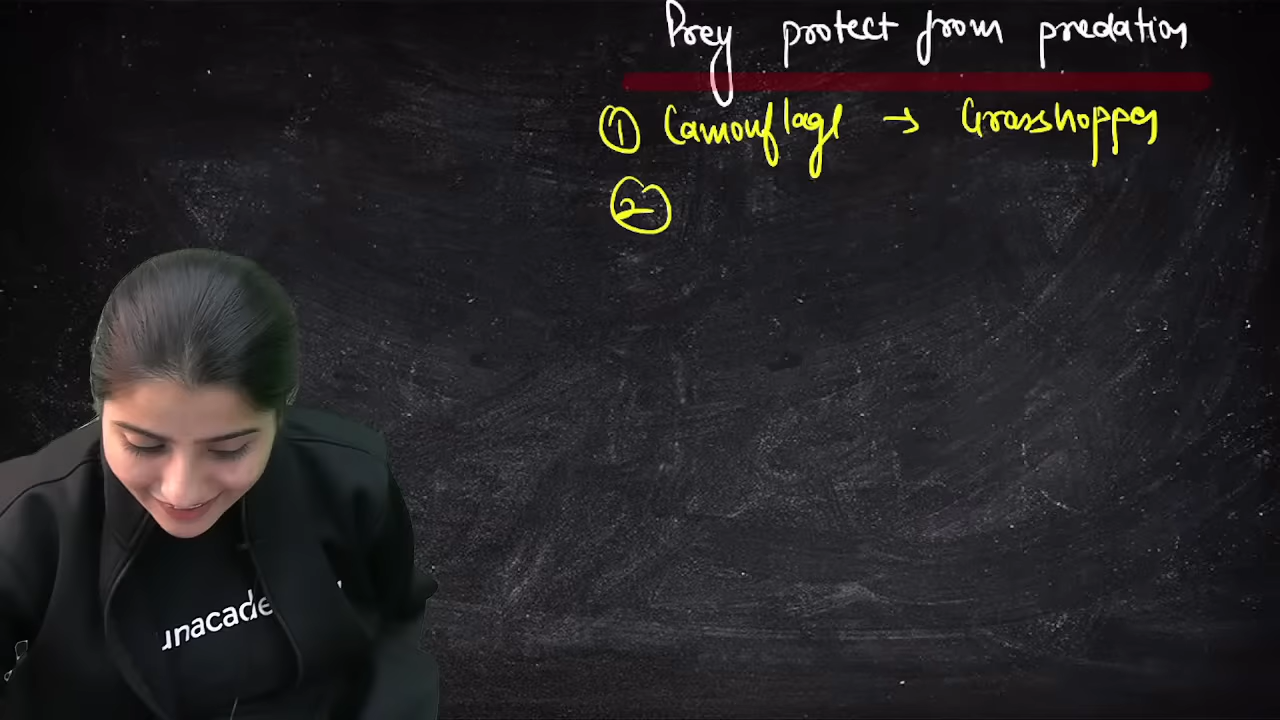 Prey protect from predation
① Camouflage → Grasshopper
②
unacade